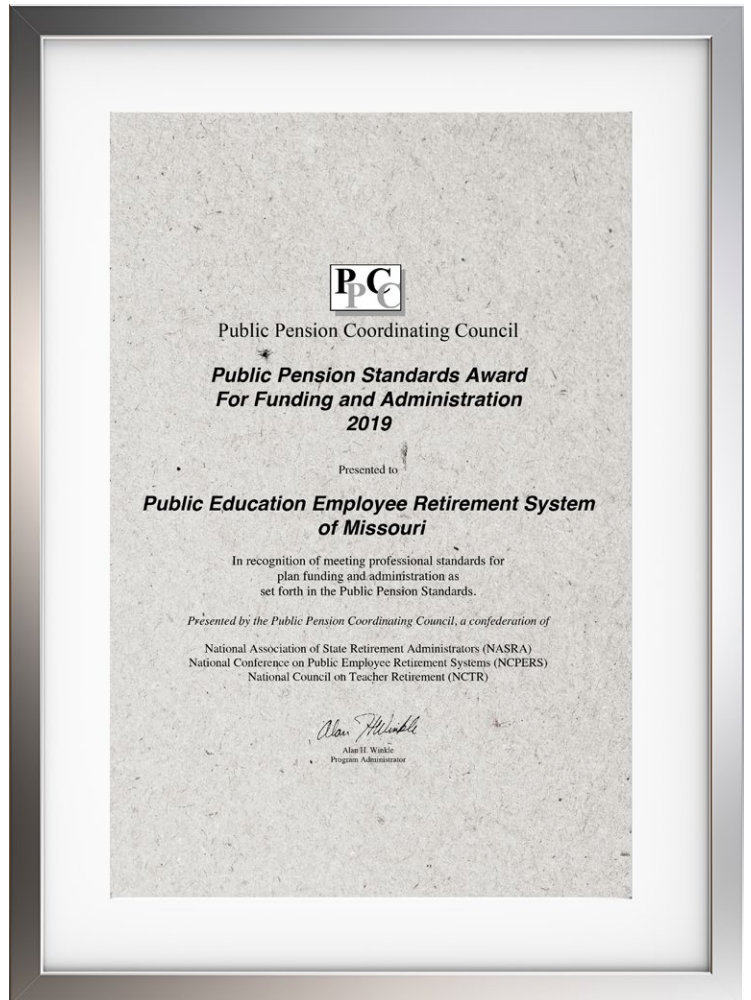 PPCC
Public Pension Coordinating Council
Public Pension Standards Award
For Funding and Administration
2019
Presented to
Public Education Employee Retirement System
of Missouri
In recognition of meeting professional standards for
plan funding and administration as
set forth in the Public Pension Standards.
Presented by the Public Pension Coordinating Council, a confederation of
National Association of State Retirement Administrators (NASRA)
National Conference on Public Employee Retirement Systems (NCPERS)
National Council on Teacher Retirement (NCTR)
Alan H Winkle
Alan H. Winkle
Program Administrator